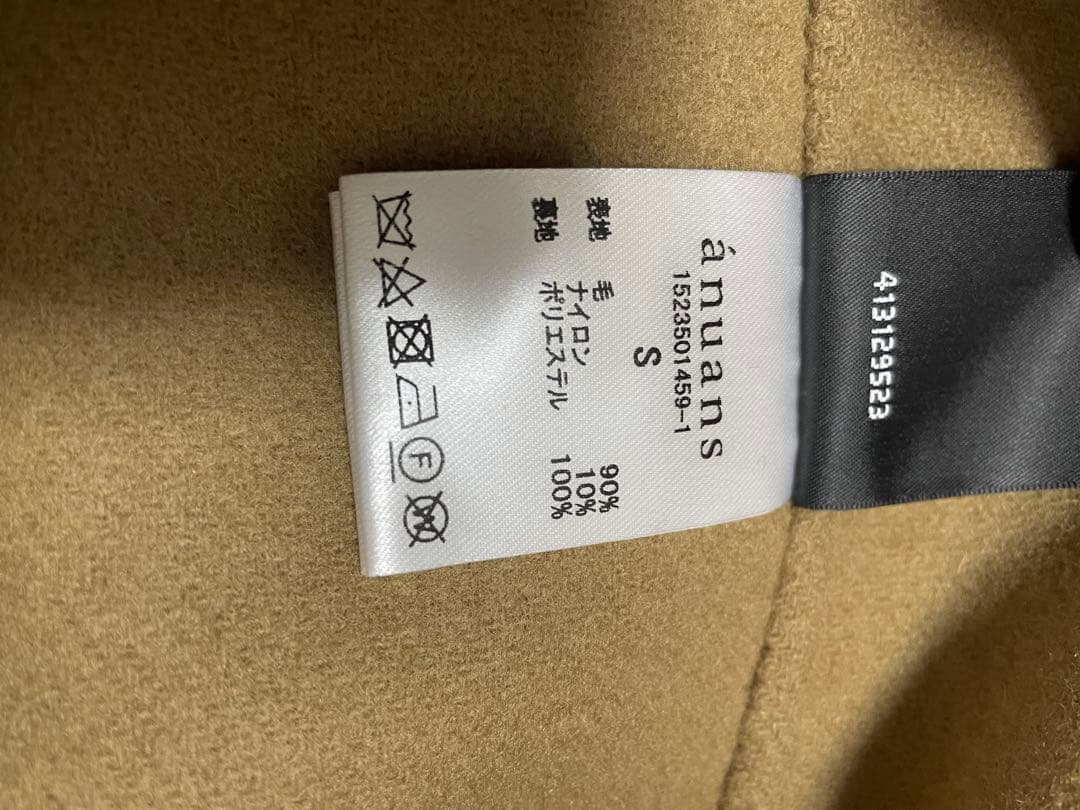 ánuans
1523501459-1
S
表地 毛 90%
ナイロン 10%
裏地 ポリエステル 100%
F
W
413129523